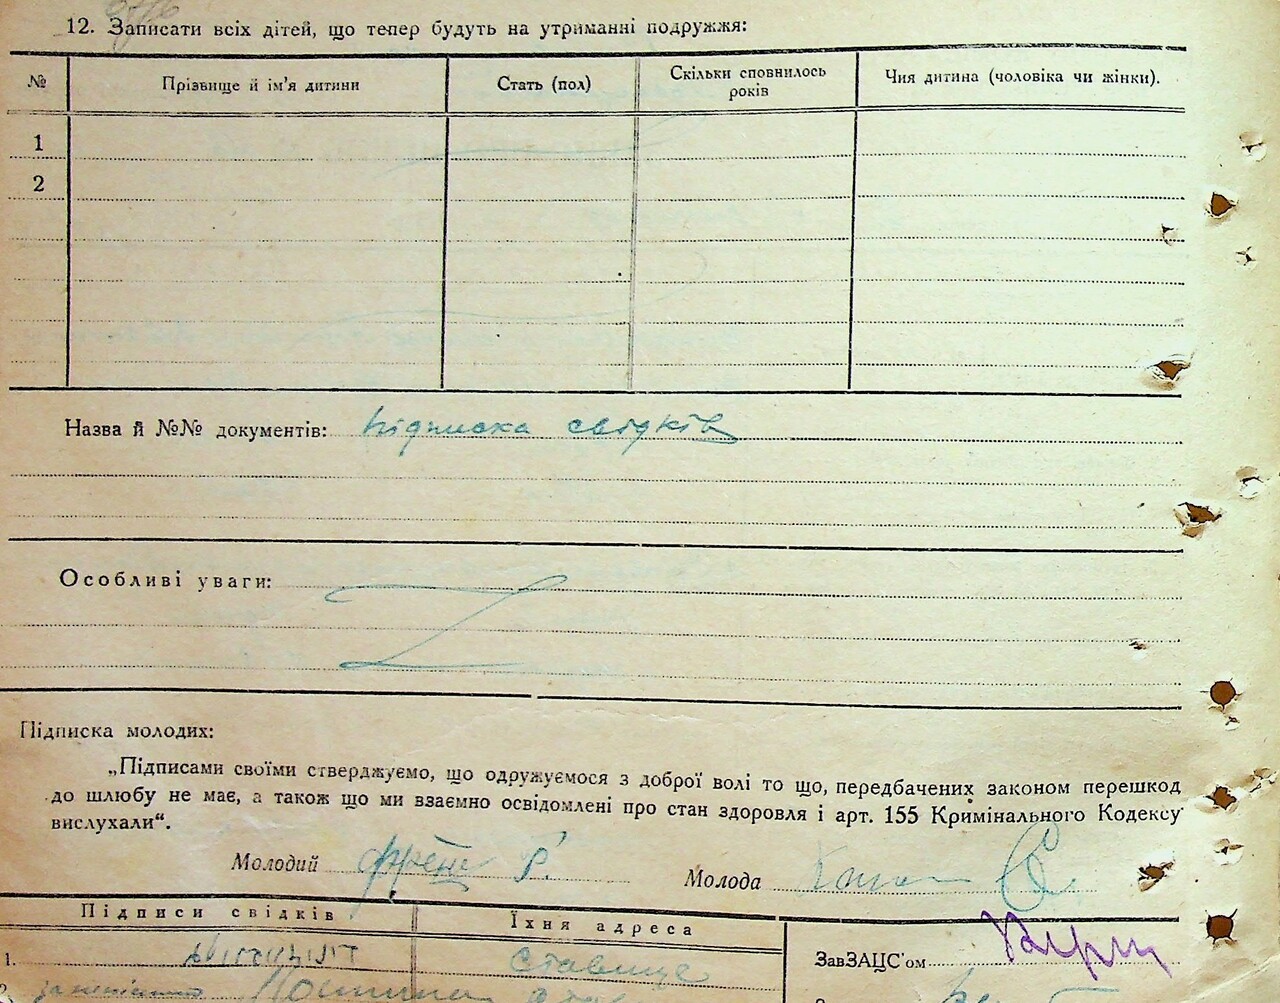 12. Записати всіх дітей, що тепер будуть на утриманні подружжя:
№ Прізвище й ім'я дитини Стать (пол) Скільки сповнилось років Чия дитина (чоловіка чи жінки).
1
2
Назва й №№ документів: підписка свідків
Особливі уваги:
Підписка молодих:
„Підписами своїми стверджуємо, що одружуємося з доброї волі то що, передбачених законом перешкод
до шлюбу не має, а також що ми взаємно освідомлені про стан здоровля і арт. 155 Кримінального Кодексу
вислухали“.
Молодий Молода
Підписи свідків Їхня адреса
1. Ставище ЗавЗАЦС'ом